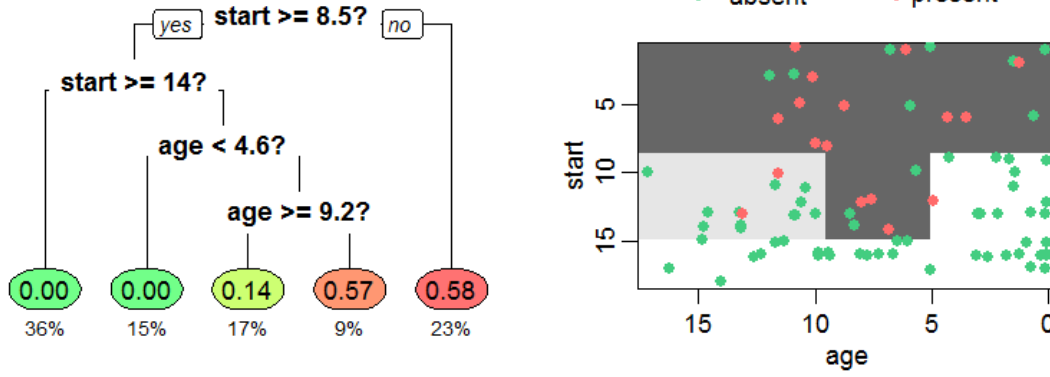 yes start >= 8.5? no
start >= 14?
age < 4.6?
age >= 9.2?
0.00 0.00 0.14 0.57 0.58
36% 15% 17% 9% 23%
absent present
5
10
15
start
15 10 5 0
age